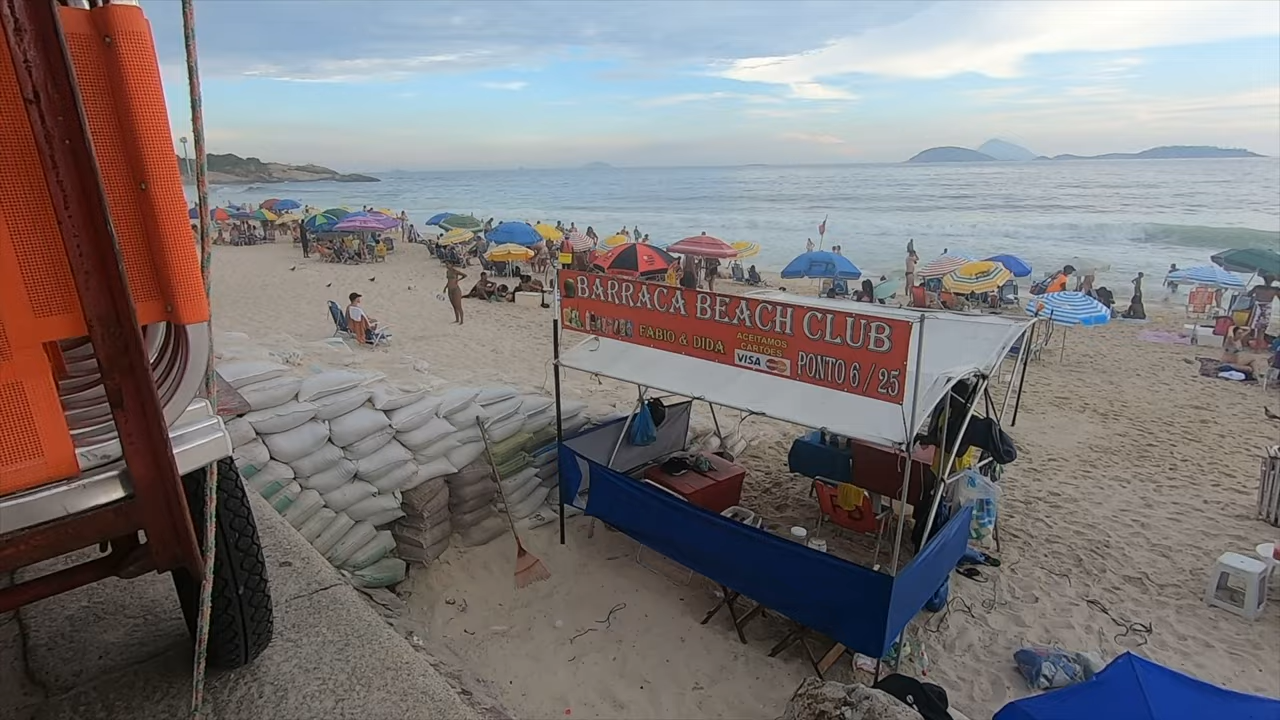 BARRACA BEACH CLUB
FABIO & DIDA
ACEITAMOS
CARTÕES
VISA
PONTO 6 / 25